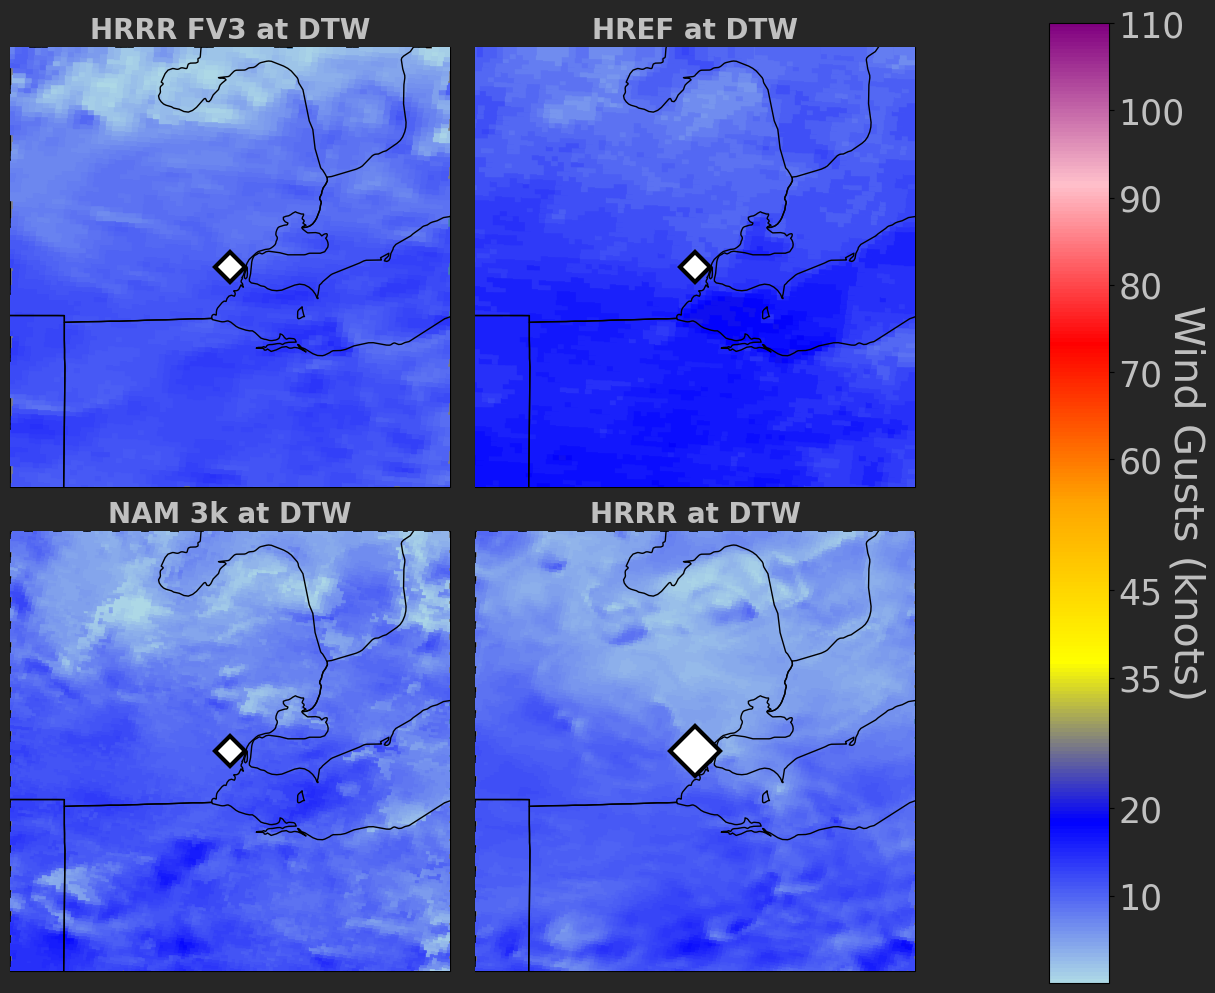 HRRR FV3 at DTW
HREF at DTW
NAM 3k at DTW
HRRR at DTW
110
100
90
80
70
60
45
35
20
10
Wind Gusts (knots)